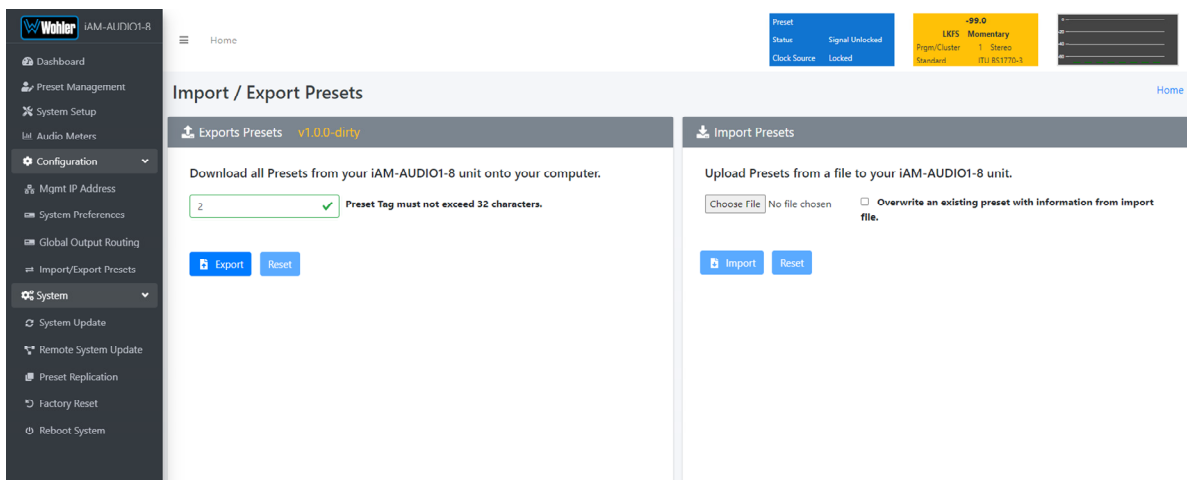 Wohler iAM-AUDIO1-8
Dashboard
Preset Management
System Setup
Audio Meters
Configuration
Mgmt IP Address
System Preferences
Global Output Routing
Import/Export Presets
System
System Update
Remote System Update
Preset Replication
Factory Reset
Reboot System
Home
Preset
Status Signal Unlocked
Clock Source Locked
-99.0
LKFS Momentary
Prgm/Cluster 1 Stereo
Standard ITU BS1770-3
Import / Export Presets
Home
Exports Presets v1.0.0-dirty
Download all Presets from your iAM-AUDIO1-8 unit onto your computer.
2
Preset Tag must not exceed 32 characters.
Export Reset
Import Presets
Upload Presets from a file to your iAM-AUDIO1-8 unit.
Choose File No file chosen
Overwrite an existing preset with information from import
file.
Import Reset